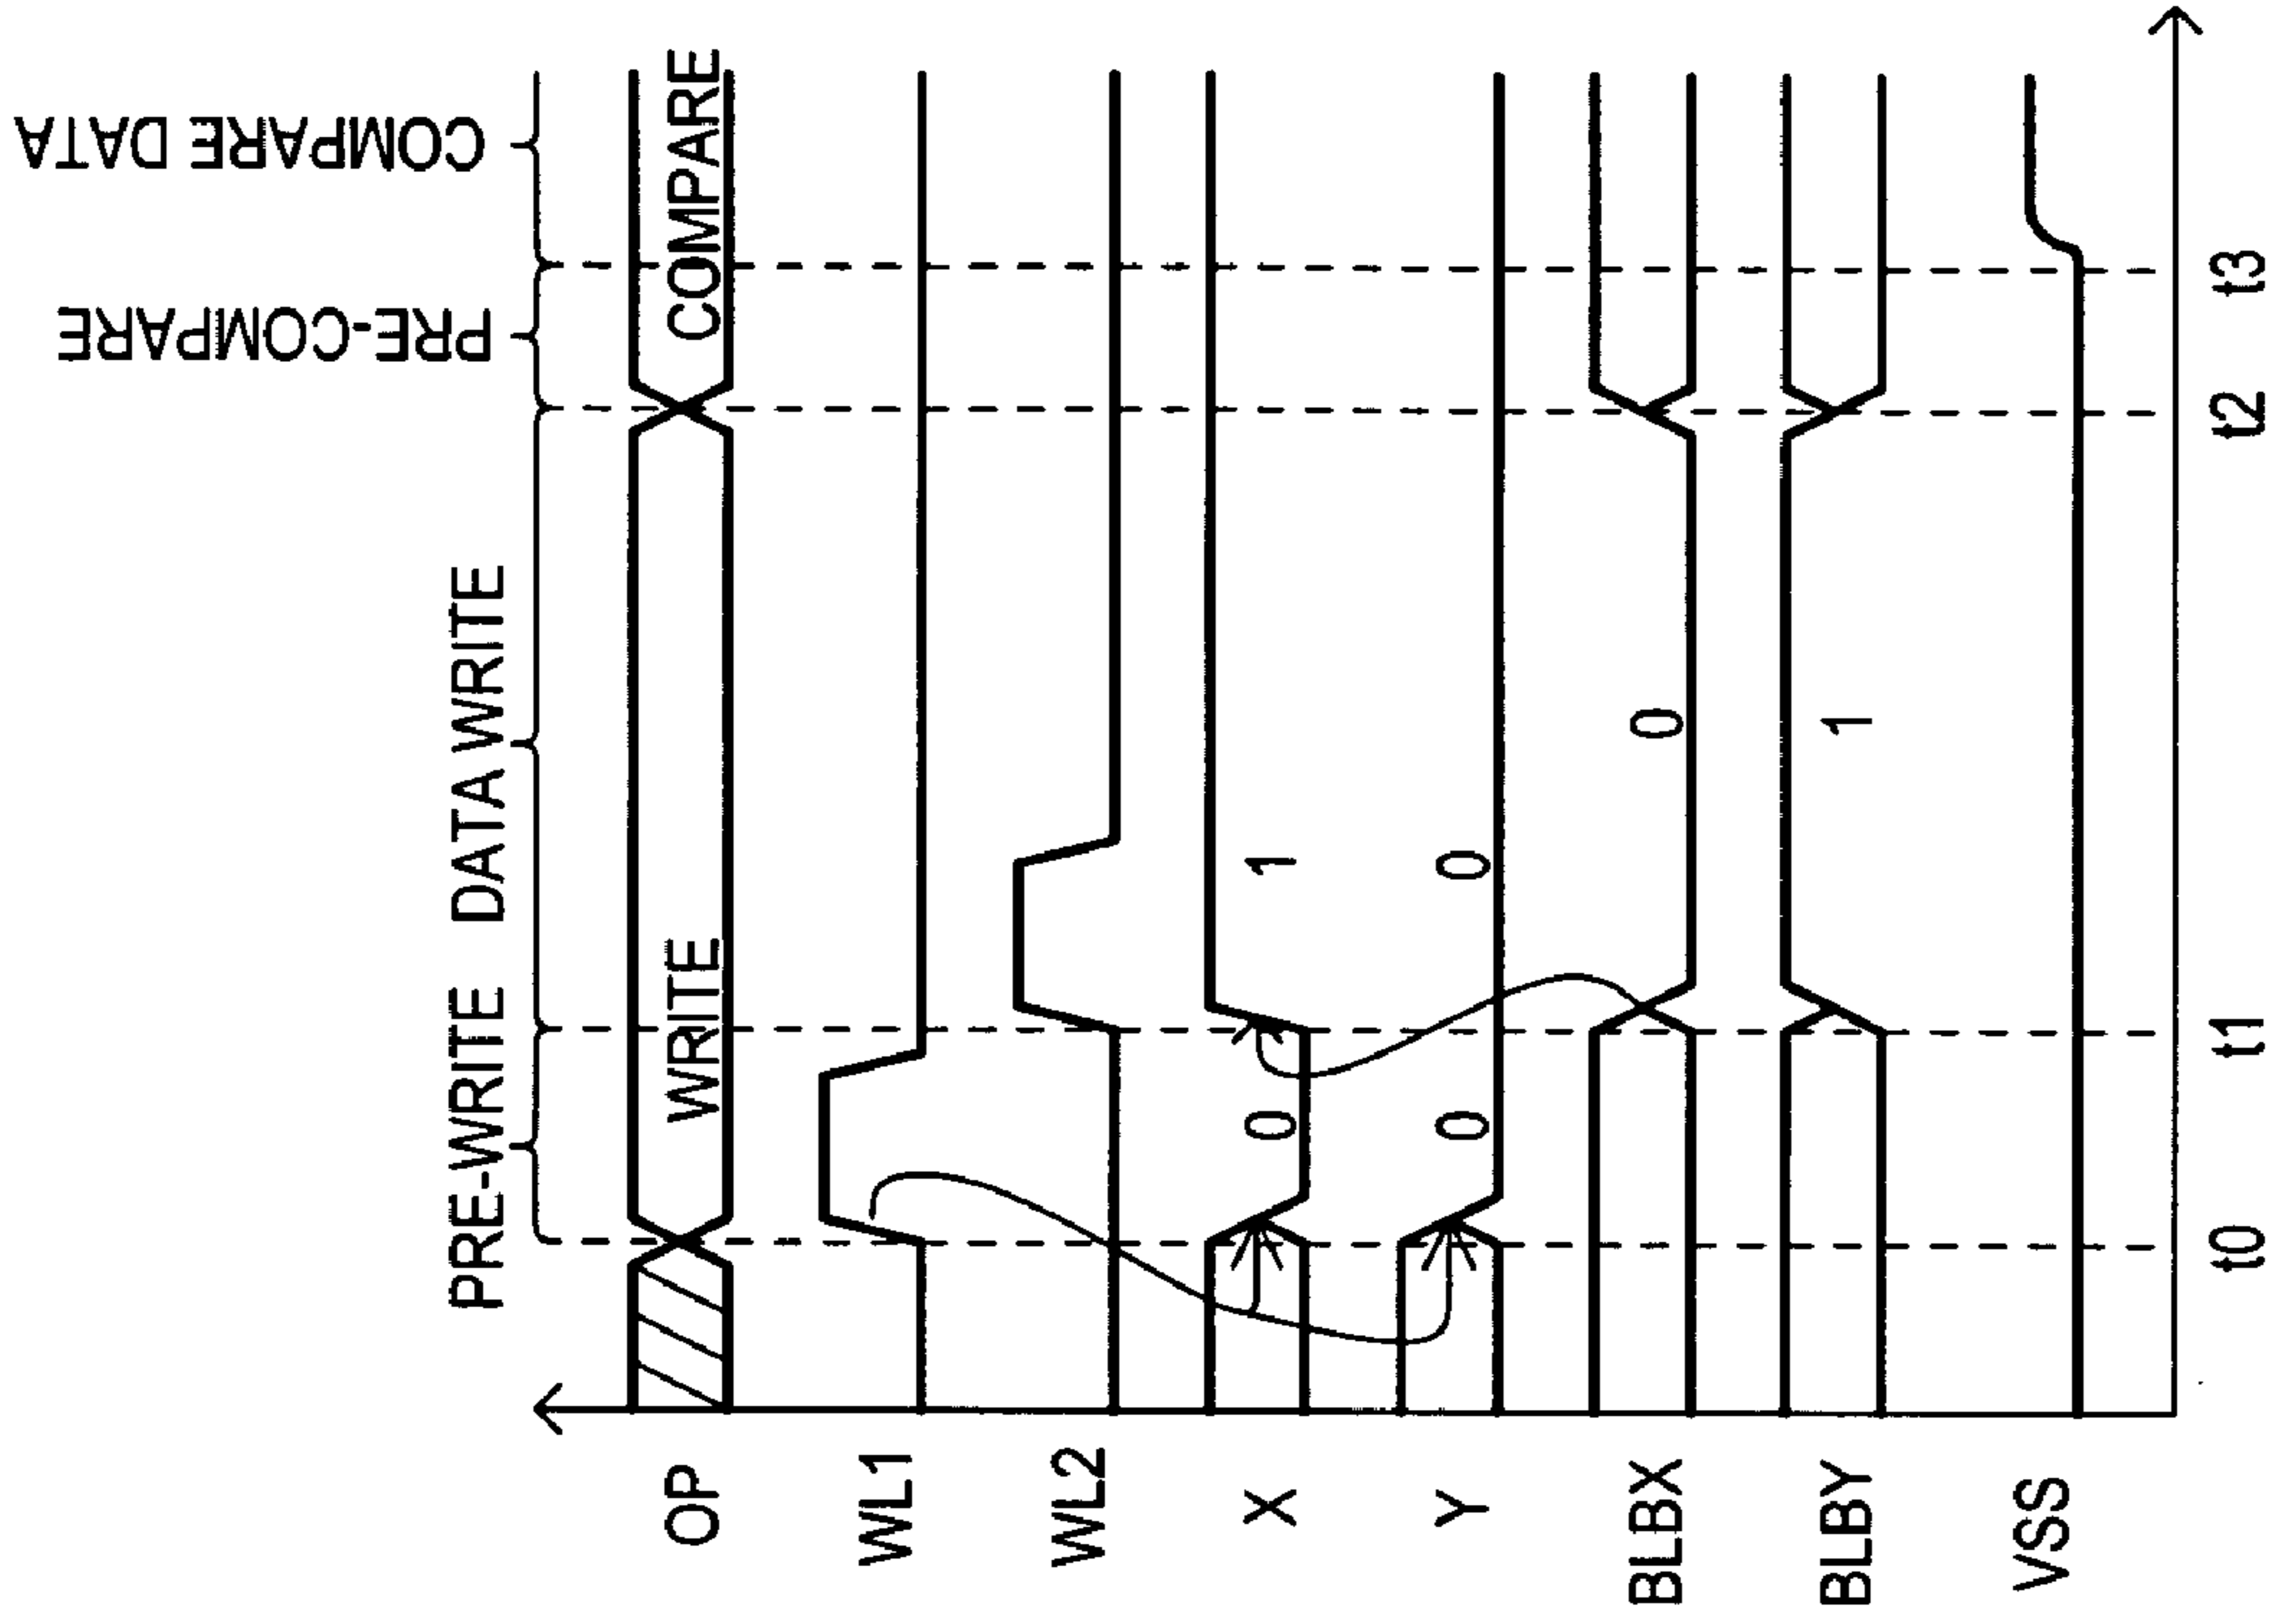 PRE-WRITE
DATA WRITE
PRE-COMPARE
COMPARE DATA
OP
WRITE
COMPARE
WL1
WL2
X
0
1
Y
0
0
BLBX
0
BLBY
1
VSS
t0
t1
t2
t3